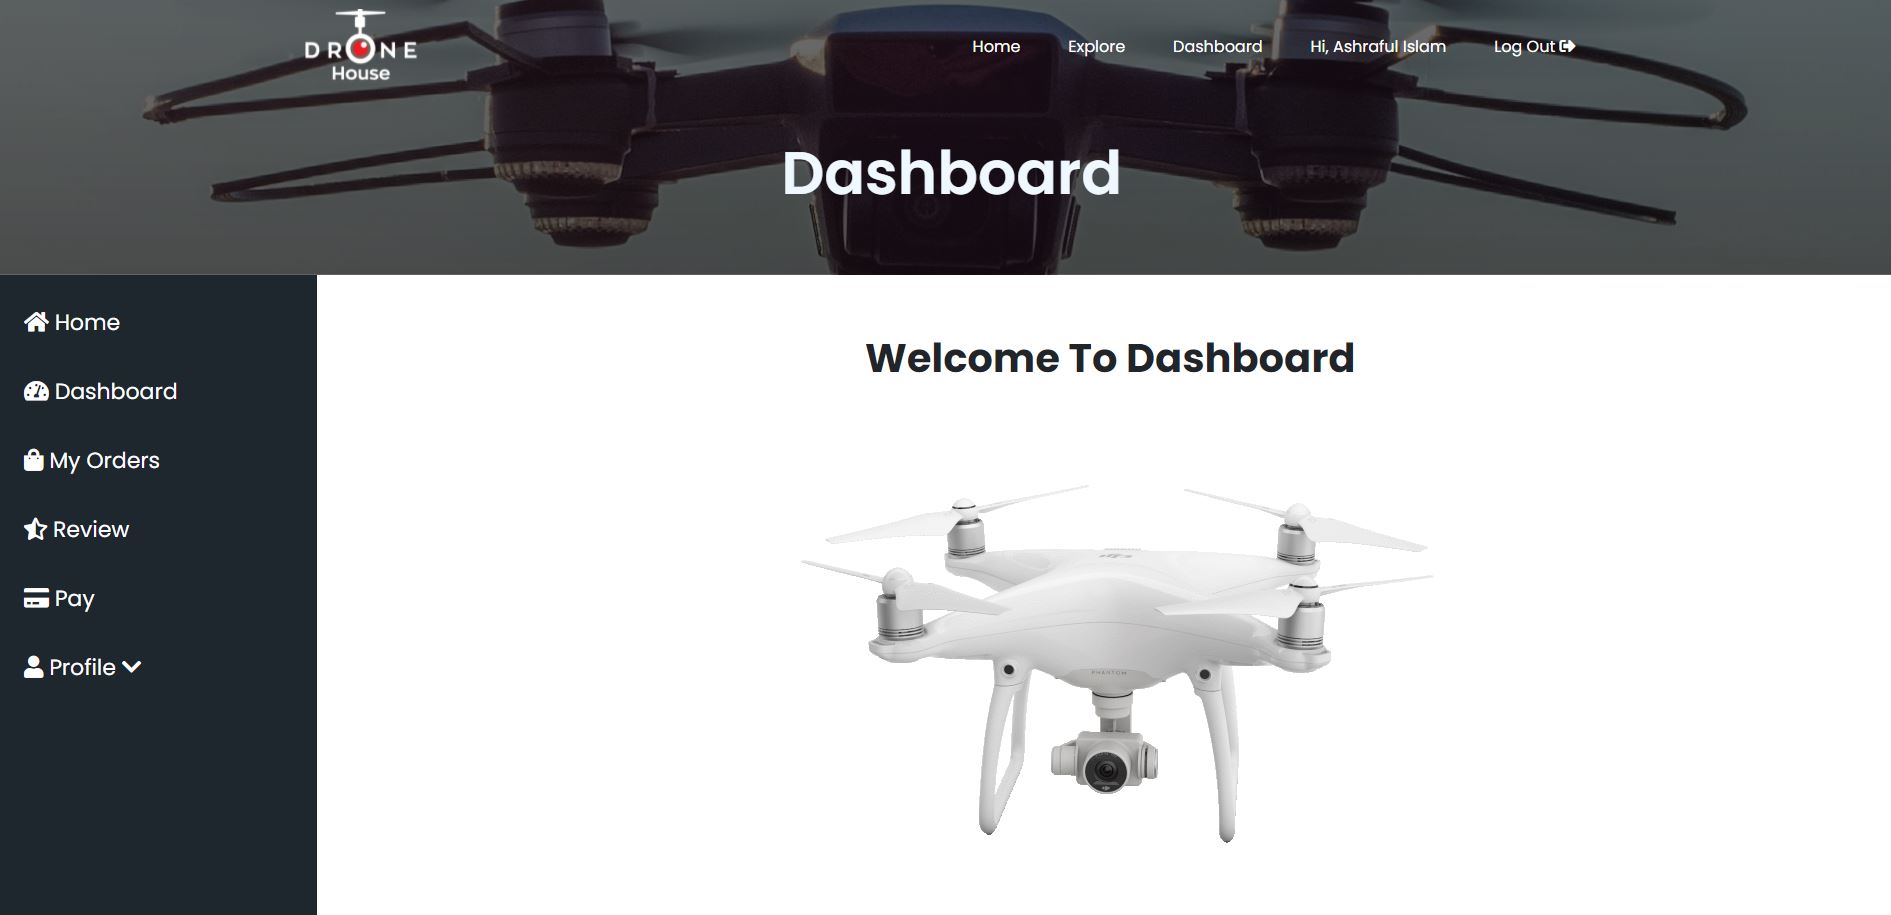 DRONE
House
Home
Explore
Dashboard
Hi, Ashraful Islam
Log Out
Dashboard
Home
Dashboard
My Orders
Review
Pay
Profile
Welcome To Dashboard
PHANTOM